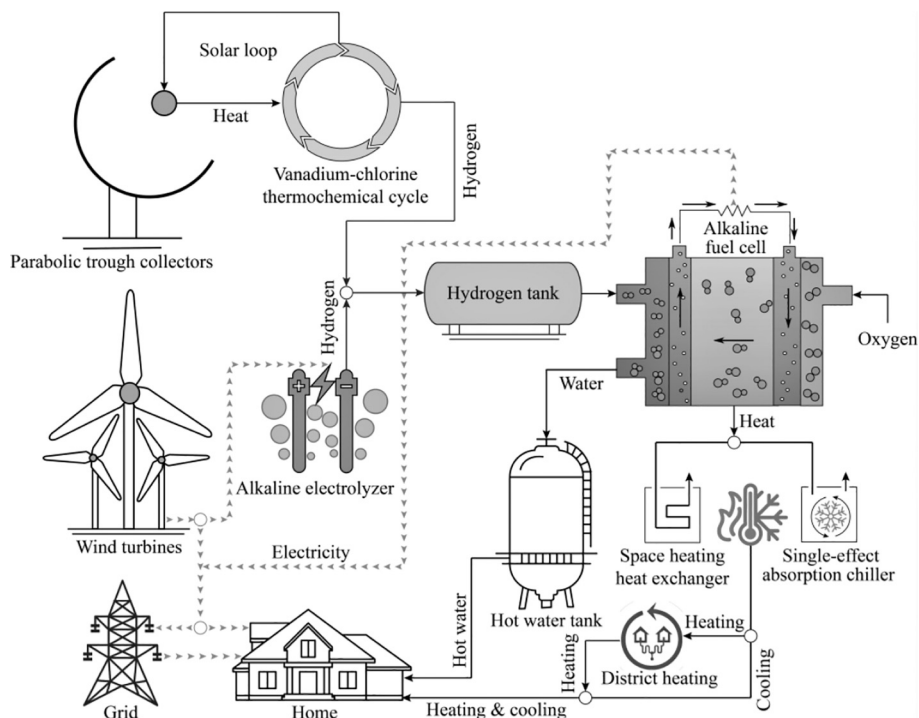 Solar loop
Heat
Vanadium-chlorine
thermochemical cycle
Hydrogen
Parabolic trough collectors
Alkaline
fuel cell
Hydrogen tank
Oxygen
Hydrogen
+
−
Water
Heat
Alkaline electrolyzer
Wind turbines
Electricity
Space heating
heat exchanger
Single-effect
absorption chiller
Hot water tank
Hot water
Heating
Heating
District heating
Cooling
Grid
Home
Heating & cooling